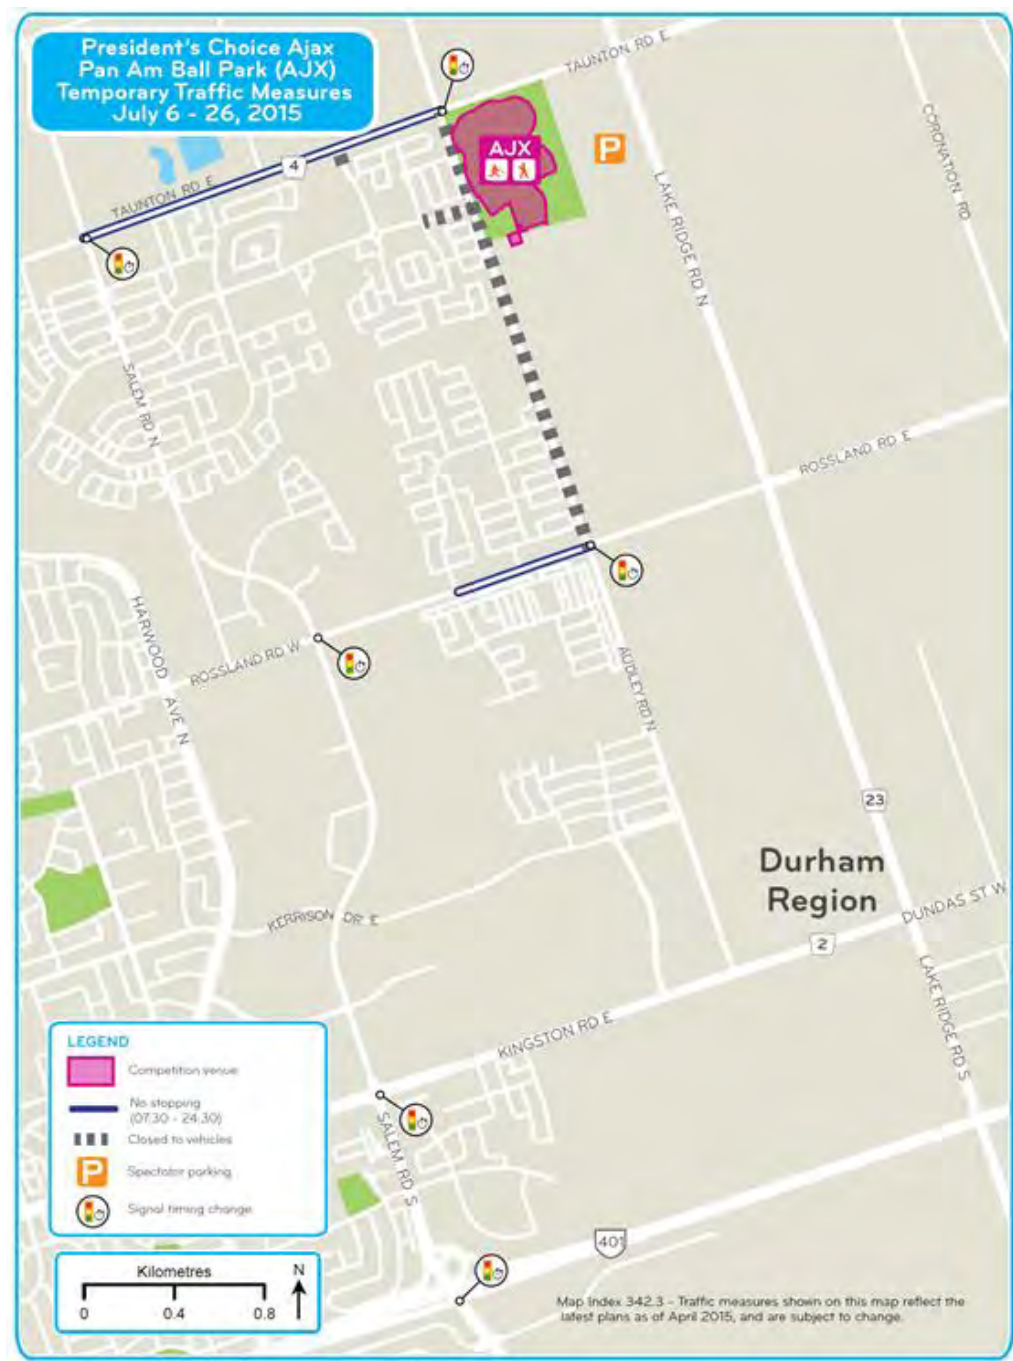 President's Choice Ajax
Pan Am Ball Park (AJX)
Temporary Traffic Measures
July 6 - 26, 2015
TAUNTON RD E
AJX
P
CORONATION RD
4
TAUNTON RD E
LAKE RIDGE RD N
SALEM RD N
ROSSLAND RD E
HARWOOD AVE N
ROSSLAND RD W
AUDLEY RD N
23
Durham
Region
DUNDAS ST W
KERRISON DR E
2
LAKE RIDGE RD S
KINGSTON RD E
LEGEND
Competition venue
No stopping
(07:30 - 24:30)
Closed to vehicles
P Spectator parking
Signal timing change
SALEM RD S
401
Kilometres
N
0 0.4 0.8
Map Index 342.3 - Traffic measures shown on this map reflect the
latest plans as of April 2015, and are subject to change.